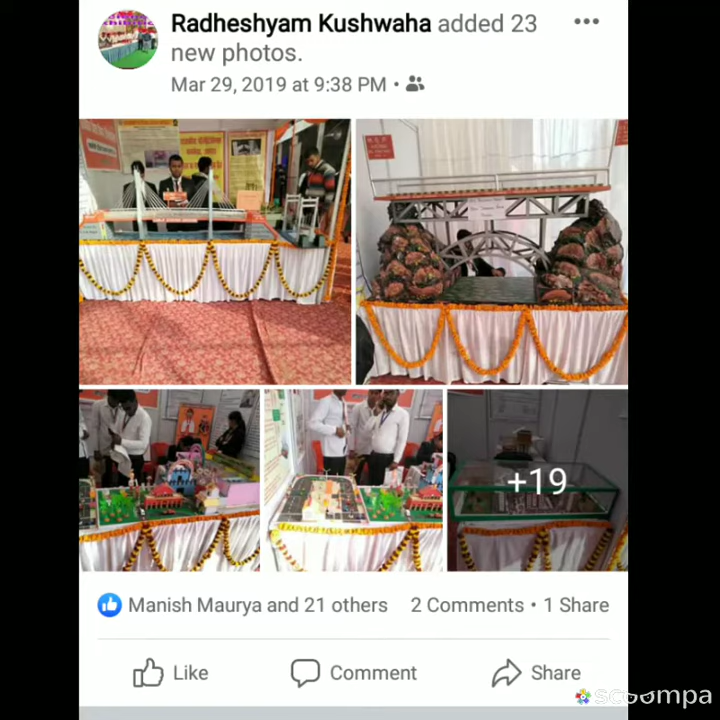 Radheshyam Kushwaha added 23
new photos.
Mar 29, 2019 at 9:38 PM •
+19
Manish Maurya and 21 others 2 Comments • 1 Share
Like Comment Share
scoompa